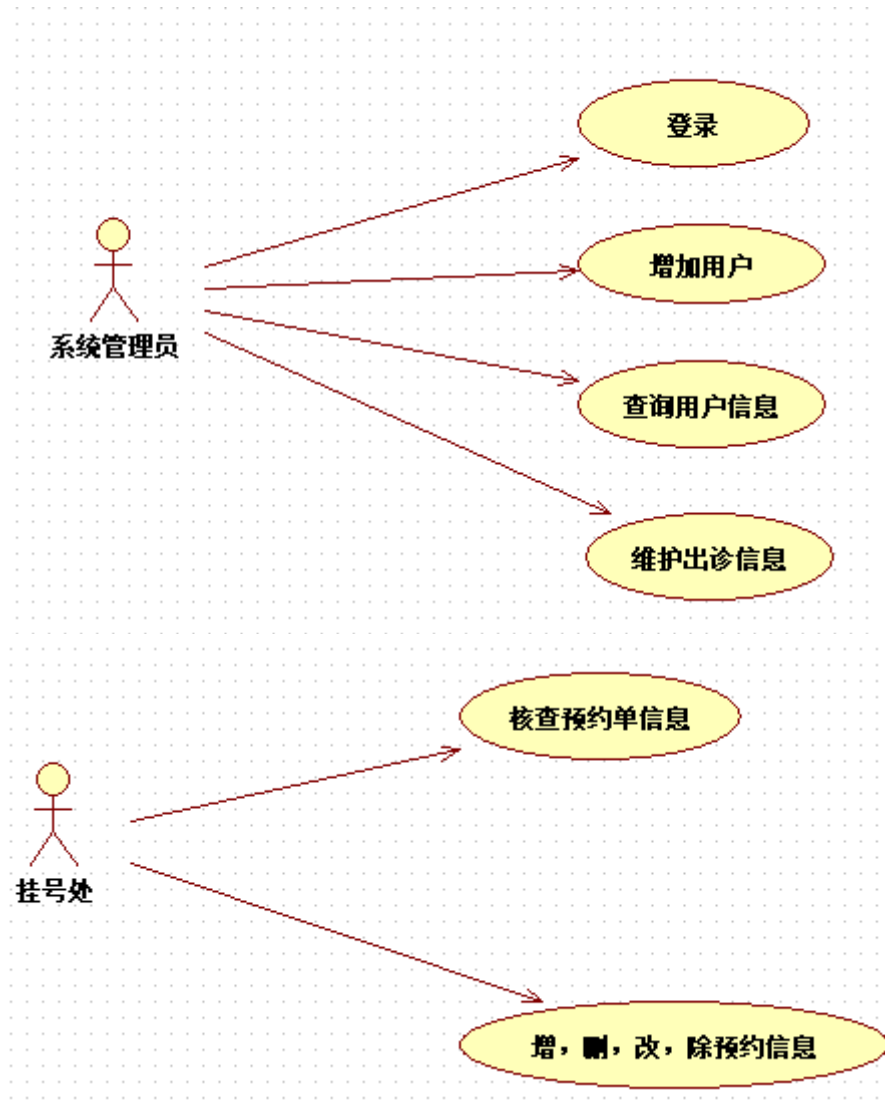 登录
增加用户
系统管理员
查询用户信息
维护出诊信息
核查预约单信息
挂号处
增，删，改，除预约信息